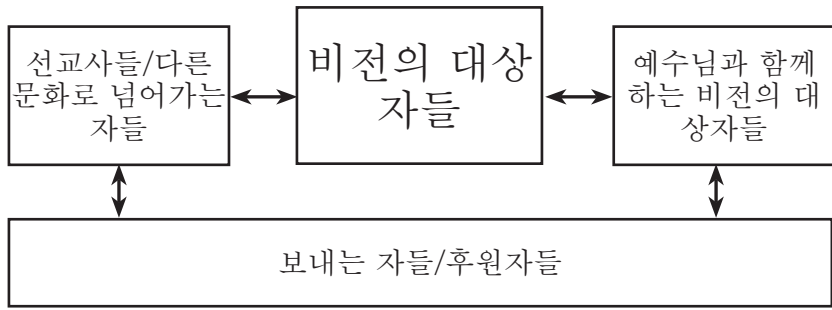 선교사들/다른
문화로 넘어가는
자들
비전의 대상
자들
예수님과 함께
하는 비전의 대
상자들
보내는 자들/후원자들